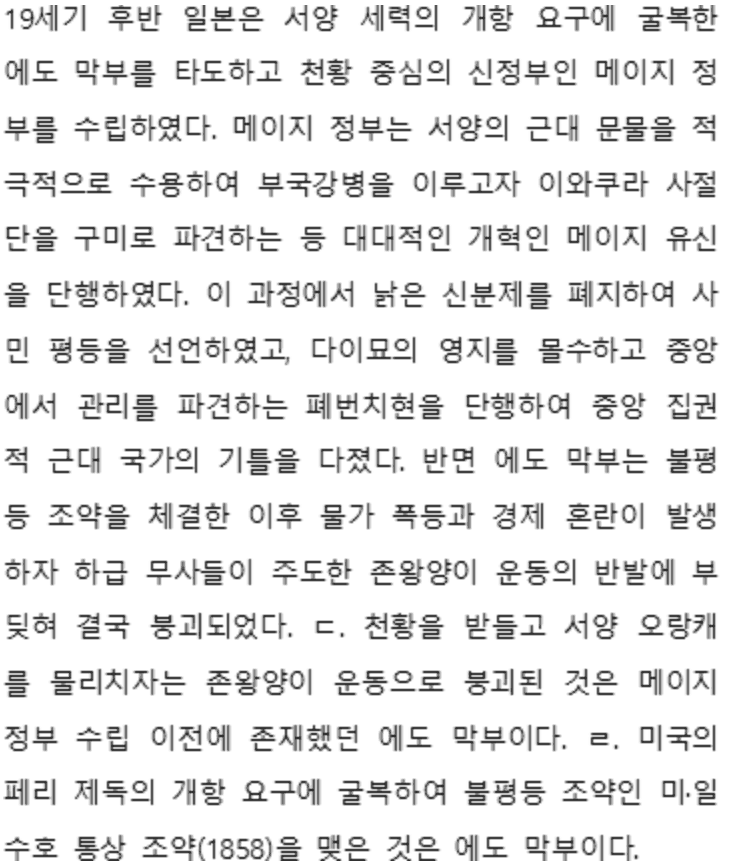 19세기 후반 일본은 서양 세력의 개항 요구에 굴복한
에도 막부를 타도하고 천황 중심의 신정부인 메이지 정
부를 수립하였다. 메이지 정부는 서양의 근대 문물을 적
극적으로 수용하여 부국강병을 이루고자 이와쿠라 사절
단을 구미로 파견하는 등 대대적인 개혁인 메이지 유신
을 단행하였다. 이 과정에서 낡은 신분제를 폐지하여 사
민 평등을 선언하였고, 다이묘의 영지를 몰수하고 중앙
에서 관리를 파견하는 폐번치현을 단행하여 중앙 집권
적 근대 국가의 기틀을 다졌다. 반면 에도 막부는 불평
등 조약을 체결한 이후 물가 폭등과 경제 혼란이 발생
하자 하급 무사들이 주도한 존왕양이 운동의 반발에 부
딪혀 결국 붕괴되었다. ㄷ. 천황을 받들고 서양 오랑캐
를 물리치자는 존왕양이 운동으로 붕괴된 것은 메이지
정부 수립 이전에 존재했던 에도 막부이다. ㄹ. 미국의
페리 제독의 개항 요구에 굴복하여 불평등 조약인 미·일
수호 통상 조약(1858)을 맺은 것은 에도 막부이다.